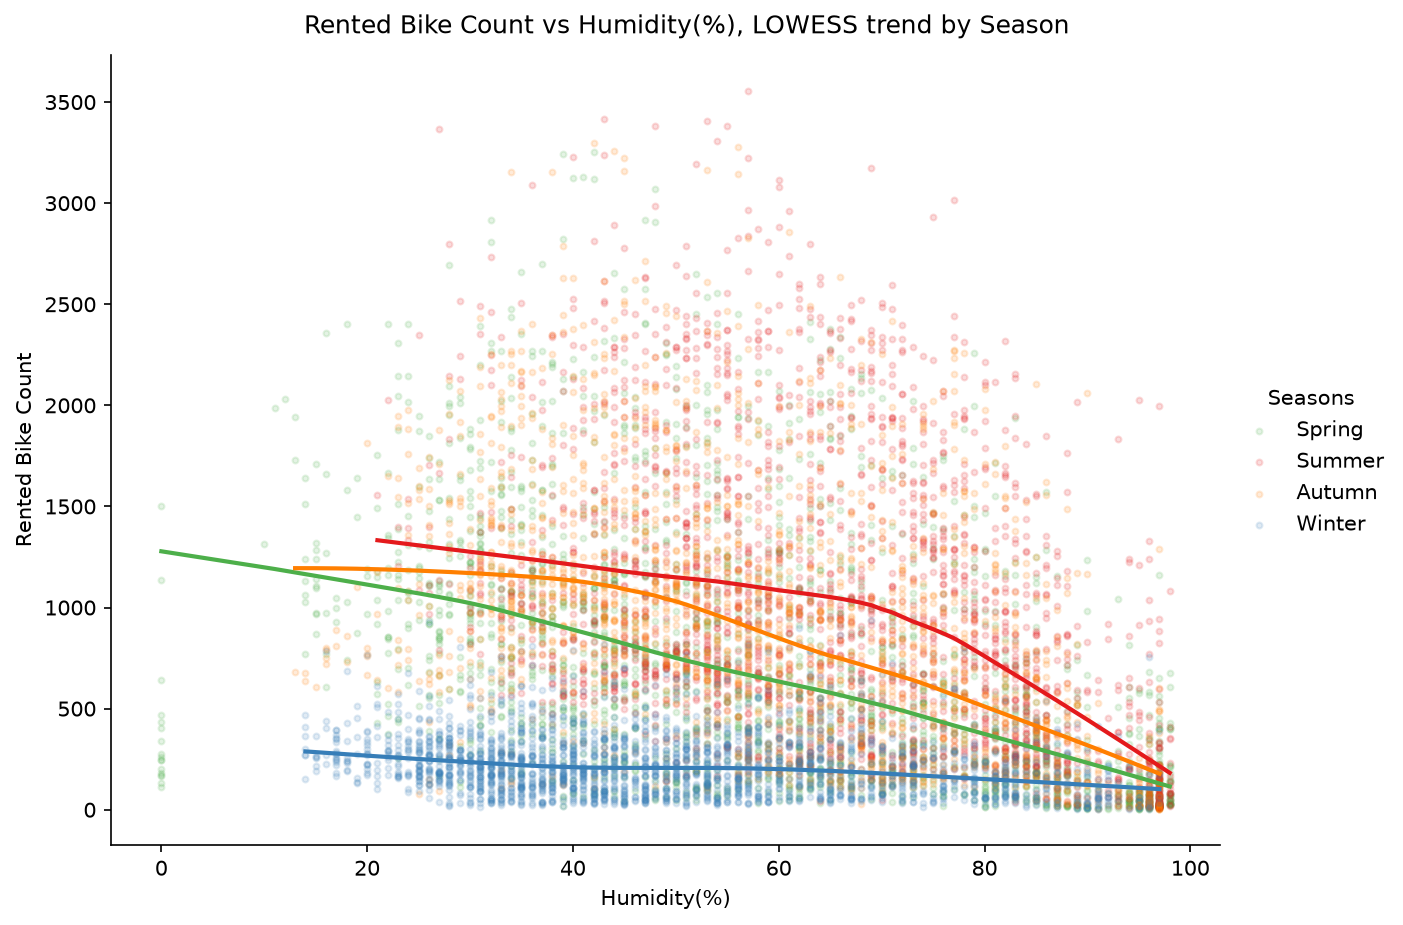 Rented Bike Count vs Humidity(%), LOWESS trend by Season
3500
3000
2500
2000
1500
1000
500
0
Rented Bike Count
0 20 40 60 80 100
Humidity(%)
Seasons
Spring
Summer
Autumn
Winter